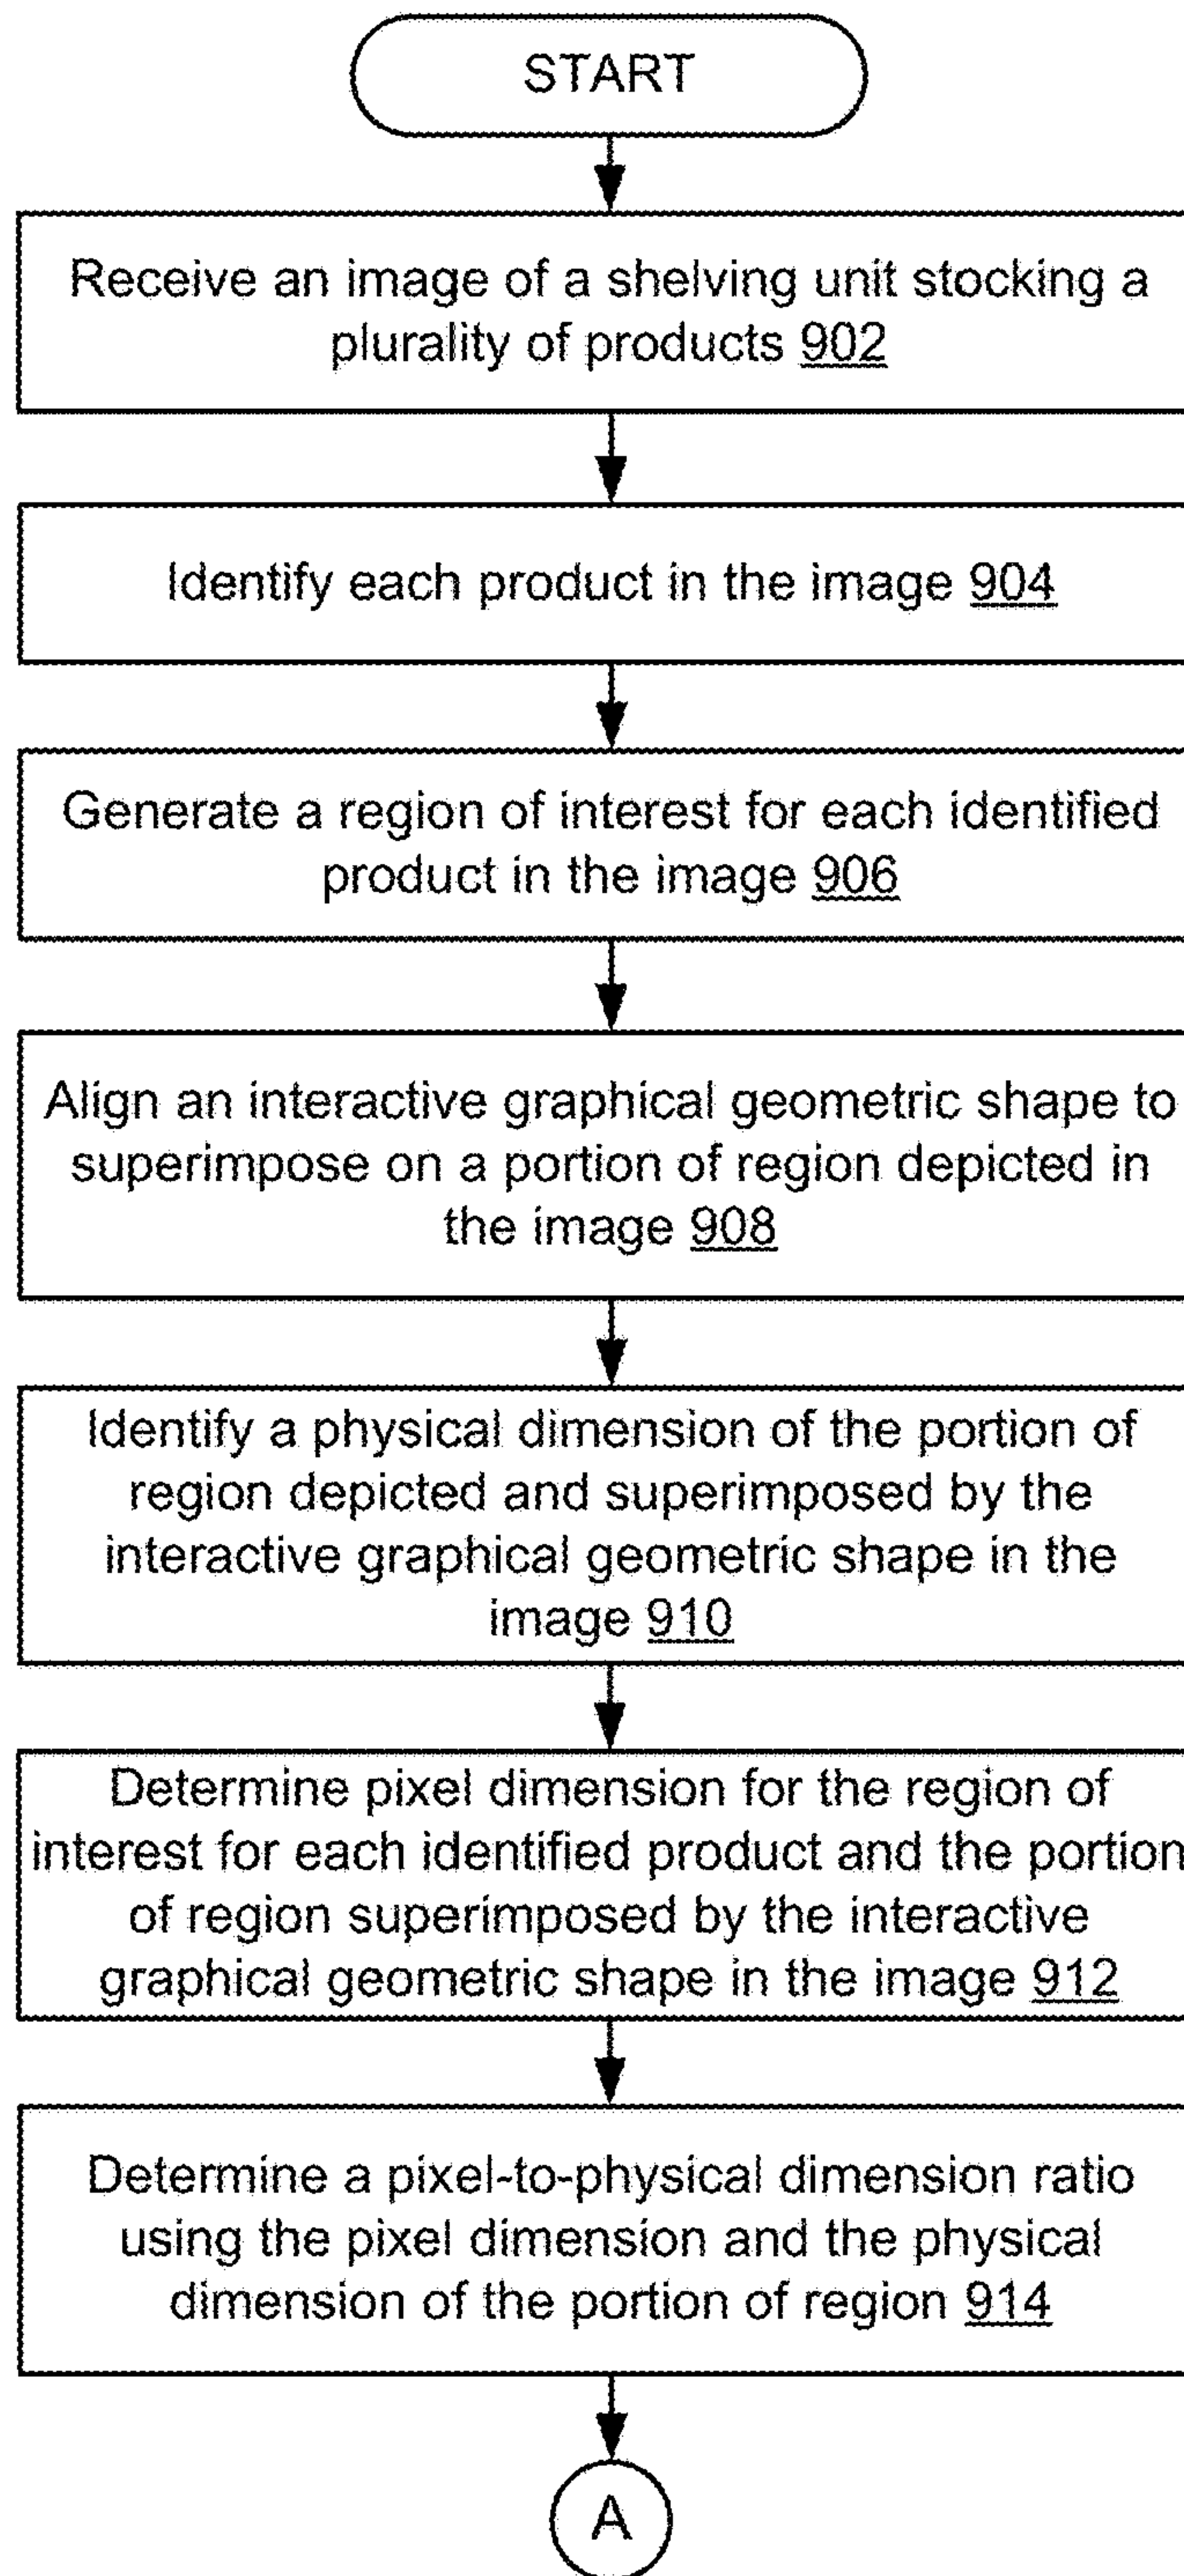 START
Receive an image of a shelving unit stocking a
plurality of products 902
Identify each product in the image 904
Generate a region of interest for each identified
product in the image 906
Align an interactive graphical geometric shape to
superimpose on a portion of region depicted in
the image 908
Identify a physical dimension of the portion of
region depicted and superimposed by the
interactive graphical geometric shape in the
image 910
Determine pixel dimension for the region of
interest for each identified product and the portion
of region superimposed by the interactive
graphical geometric shape in the image 912
Determine a pixel-to-physical dimension ratio
using the pixel dimension and the physical
dimension of the portion of region 914
A